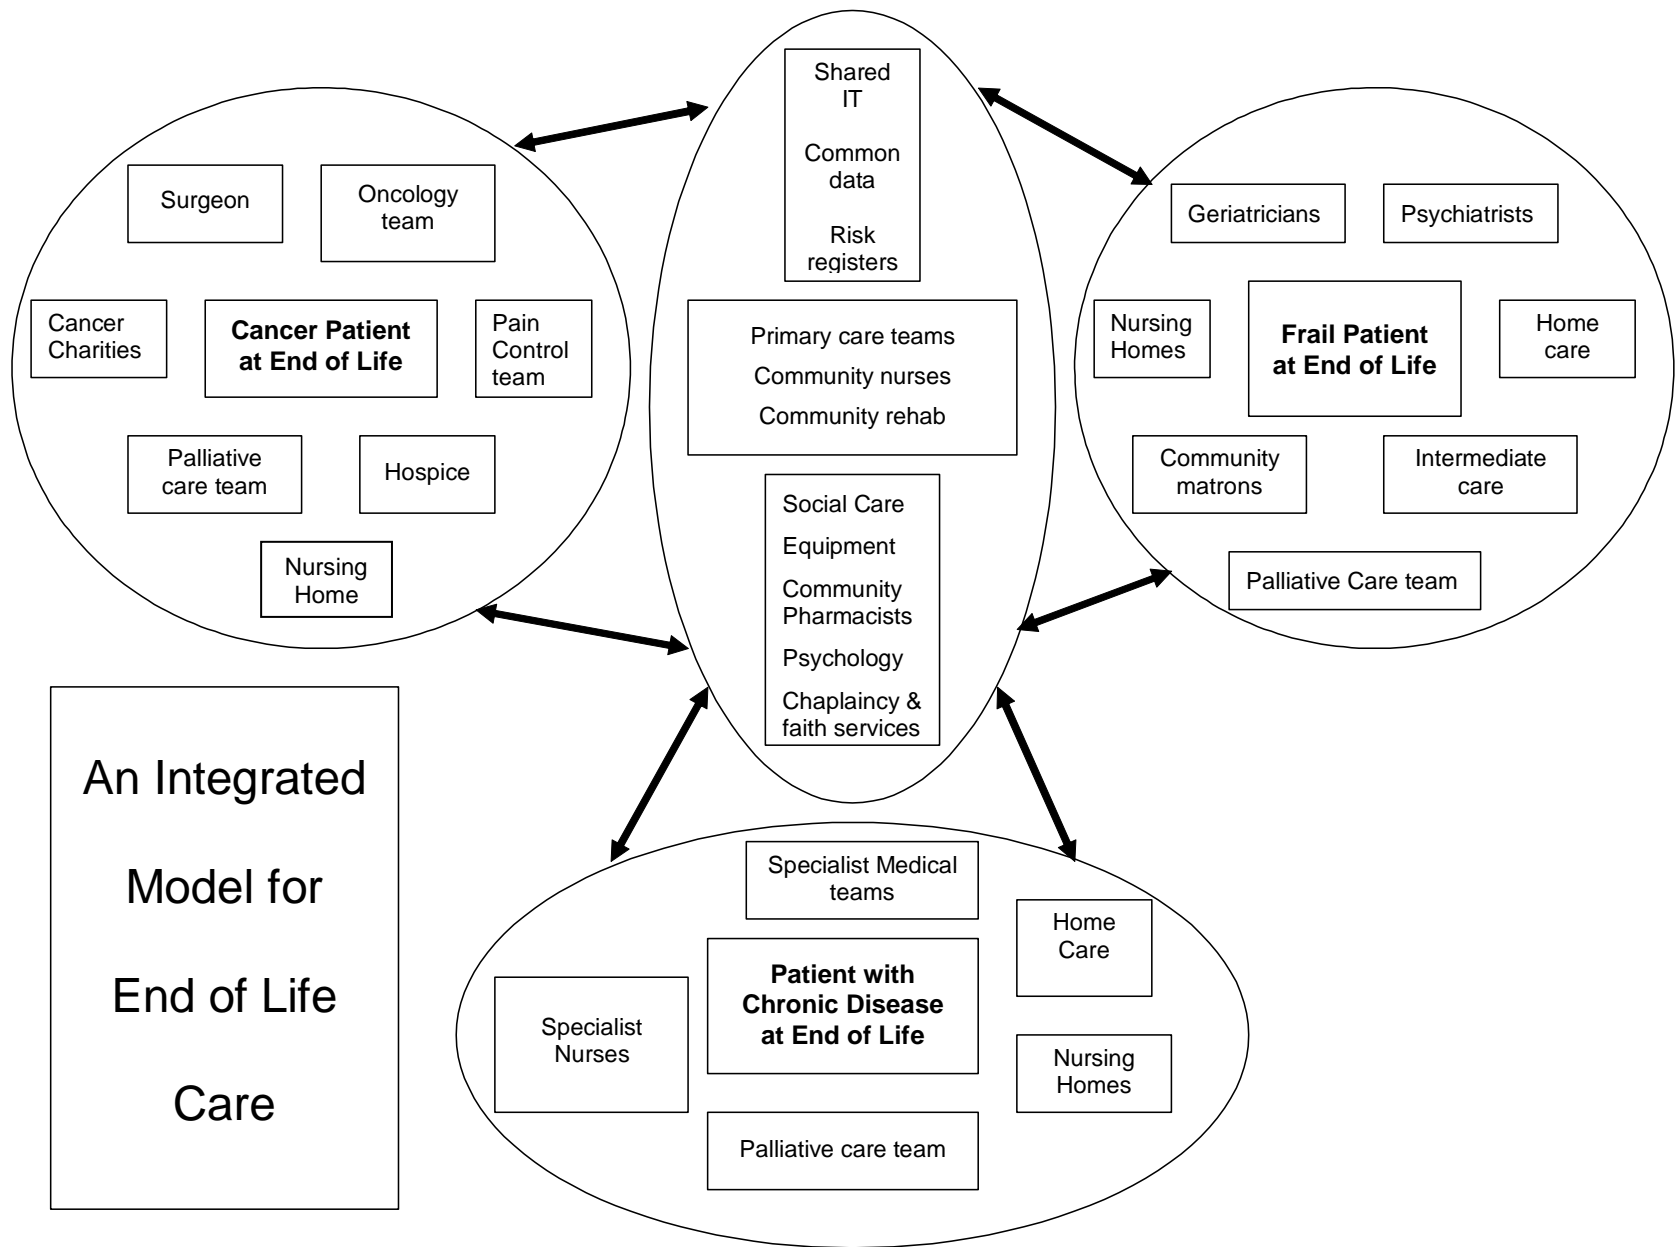 Shared
IT
Common
data
Risk
registers
Primary care teams
Community nurses
Community rehab
Social Care
Equipment
Community
Pharmacists
Psychology
Chaplaincy &
faith services
Surgeon
Oncology
team
Cancer
Charities
Cancer Patient
at End of Life
Pain
Control
team
Palliative
care team
Hospice
Nursing
Home
Geriatricians
Psychiatrists
Nursing
Homes
Frail Patient
at End of Life
Home
care
Community
matrons
Intermediate
care
Palliative Care team
An Integrated
Model for
End of Life
Care
Specialist Medical
teams
Home
Care
Patient with
Chronic Disease
at End of Life
Specialist
Nurses
Nursing
Homes
Palliative care team